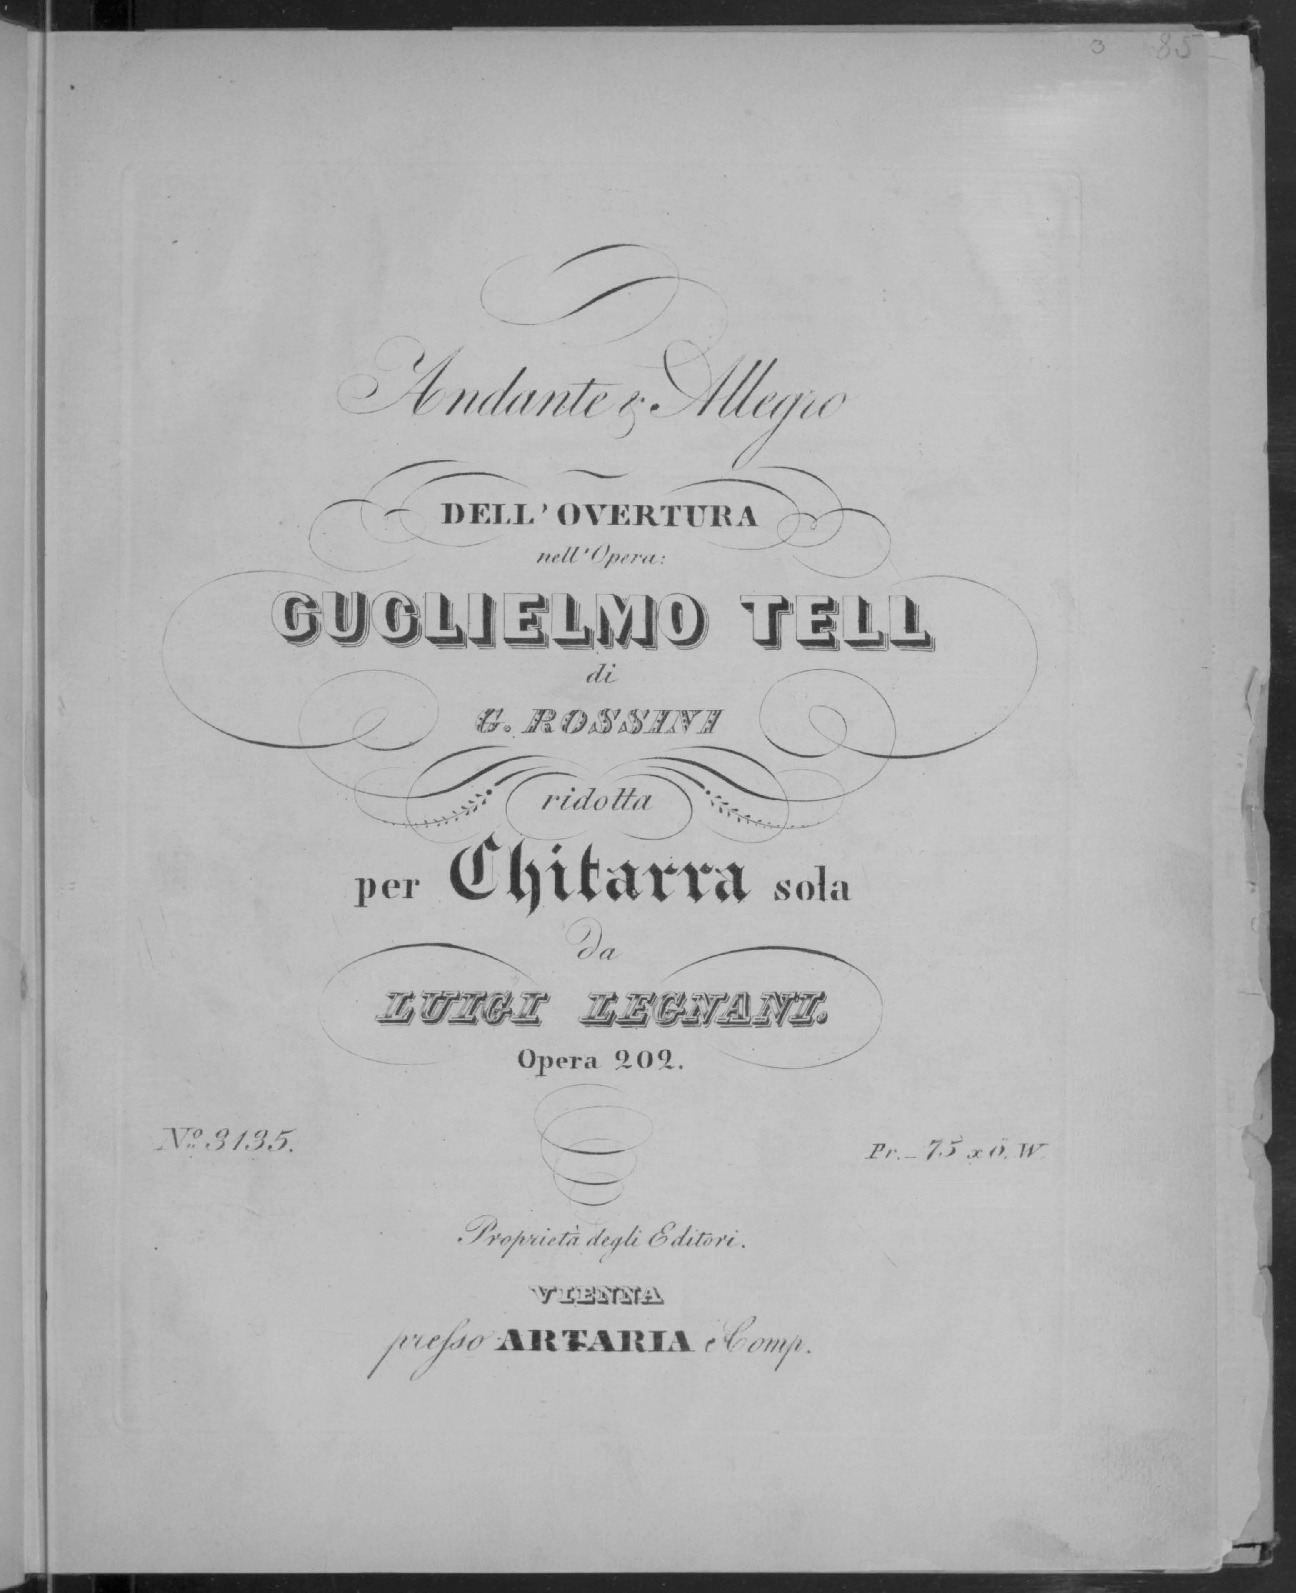 3 85
Andante & Allegro
DELL' OVERTURA
nell' Opera:
GUGLIELMO TELL
di
G. ROSSINI
ridotta
per Chitarra sola
da
LUIGI LEGNANI.
Opera 202.
No. 3135.
Pr. _ 75 x ö. W.
Proprietà degli Editori.
VIENNA
presso ARTARIA e Comp.